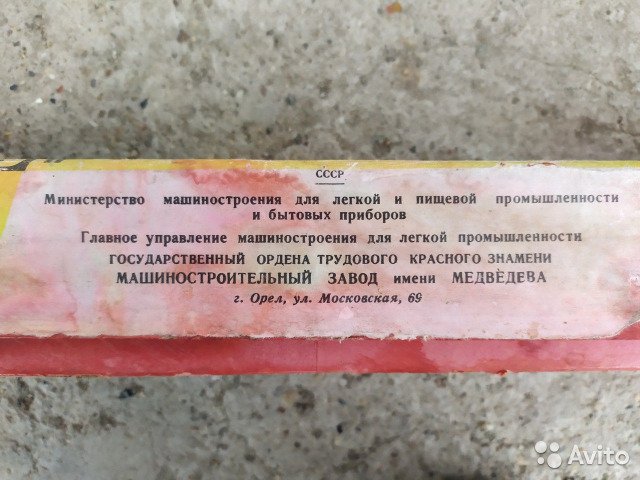 СССР
Министерство машиностроения для легкой и пищевой промышленности
и бытовых приборов
Главное управление машиностроения для легкой промышленности
ГОСУДАРСТВЕННЫЙ ОРДЕНА ТРУДОВОГО КРАСНОГО ЗНАМЕНИ
МАШИНОСТРОИТЕЛЬНЫЙ ЗАВОД имени МЕДВЕДЕВА
г. Орел, ул. Московская, 69
Avito